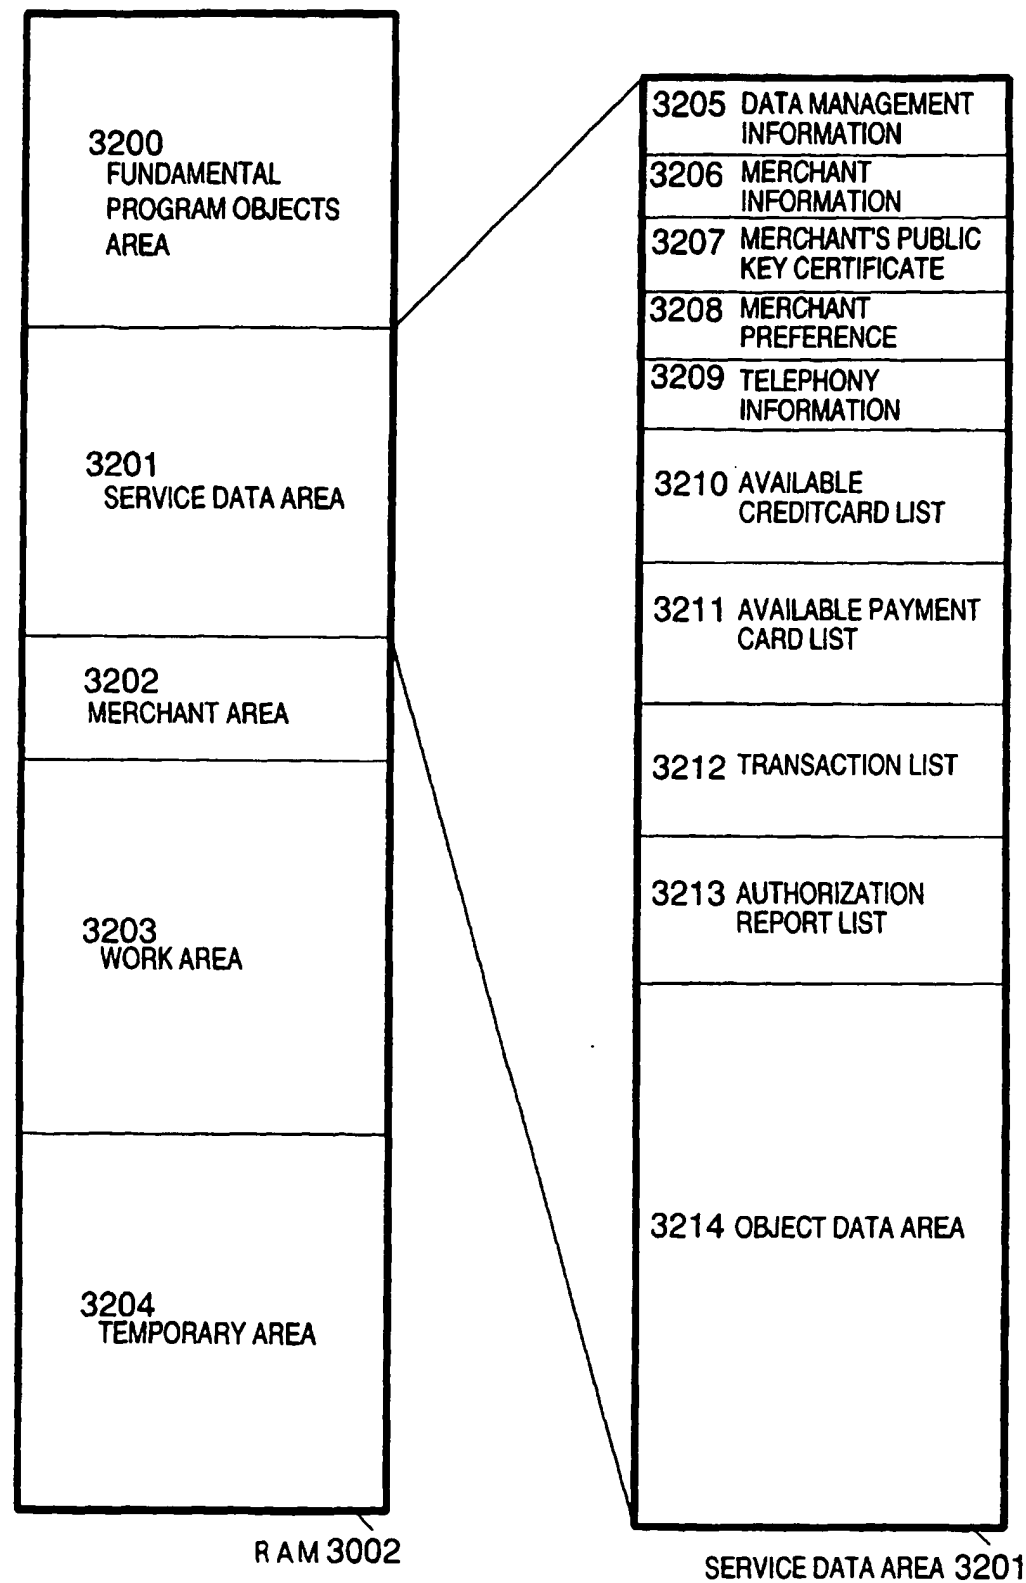 3200
FUNDAMENTAL
PROGRAM OBJECTS
AREA
3201
SERVICE DATA AREA
3202
MERCHANT AREA
3203
WORK AREA
3204
TEMPORARY AREA
RAM 3002
3205 DATA MANAGEMENT
INFORMATION
3206 MERCHANT
INFORMATION
3207 MERCHANT'S PUBLIC
KEY CERTIFICATE
3208 MERCHANT
PREFERENCE
3209 TELEPHONY
INFORMATION
3210 AVAILABLE
CREDITCARD LIST
3211 AVAILABLE PAYMENT
CARD LIST
3212 TRANSACTION LIST
3213 AUTHORIZATION
REPORT LIST
3214 OBJECT DATA AREA
SERVICE DATA AREA 3201